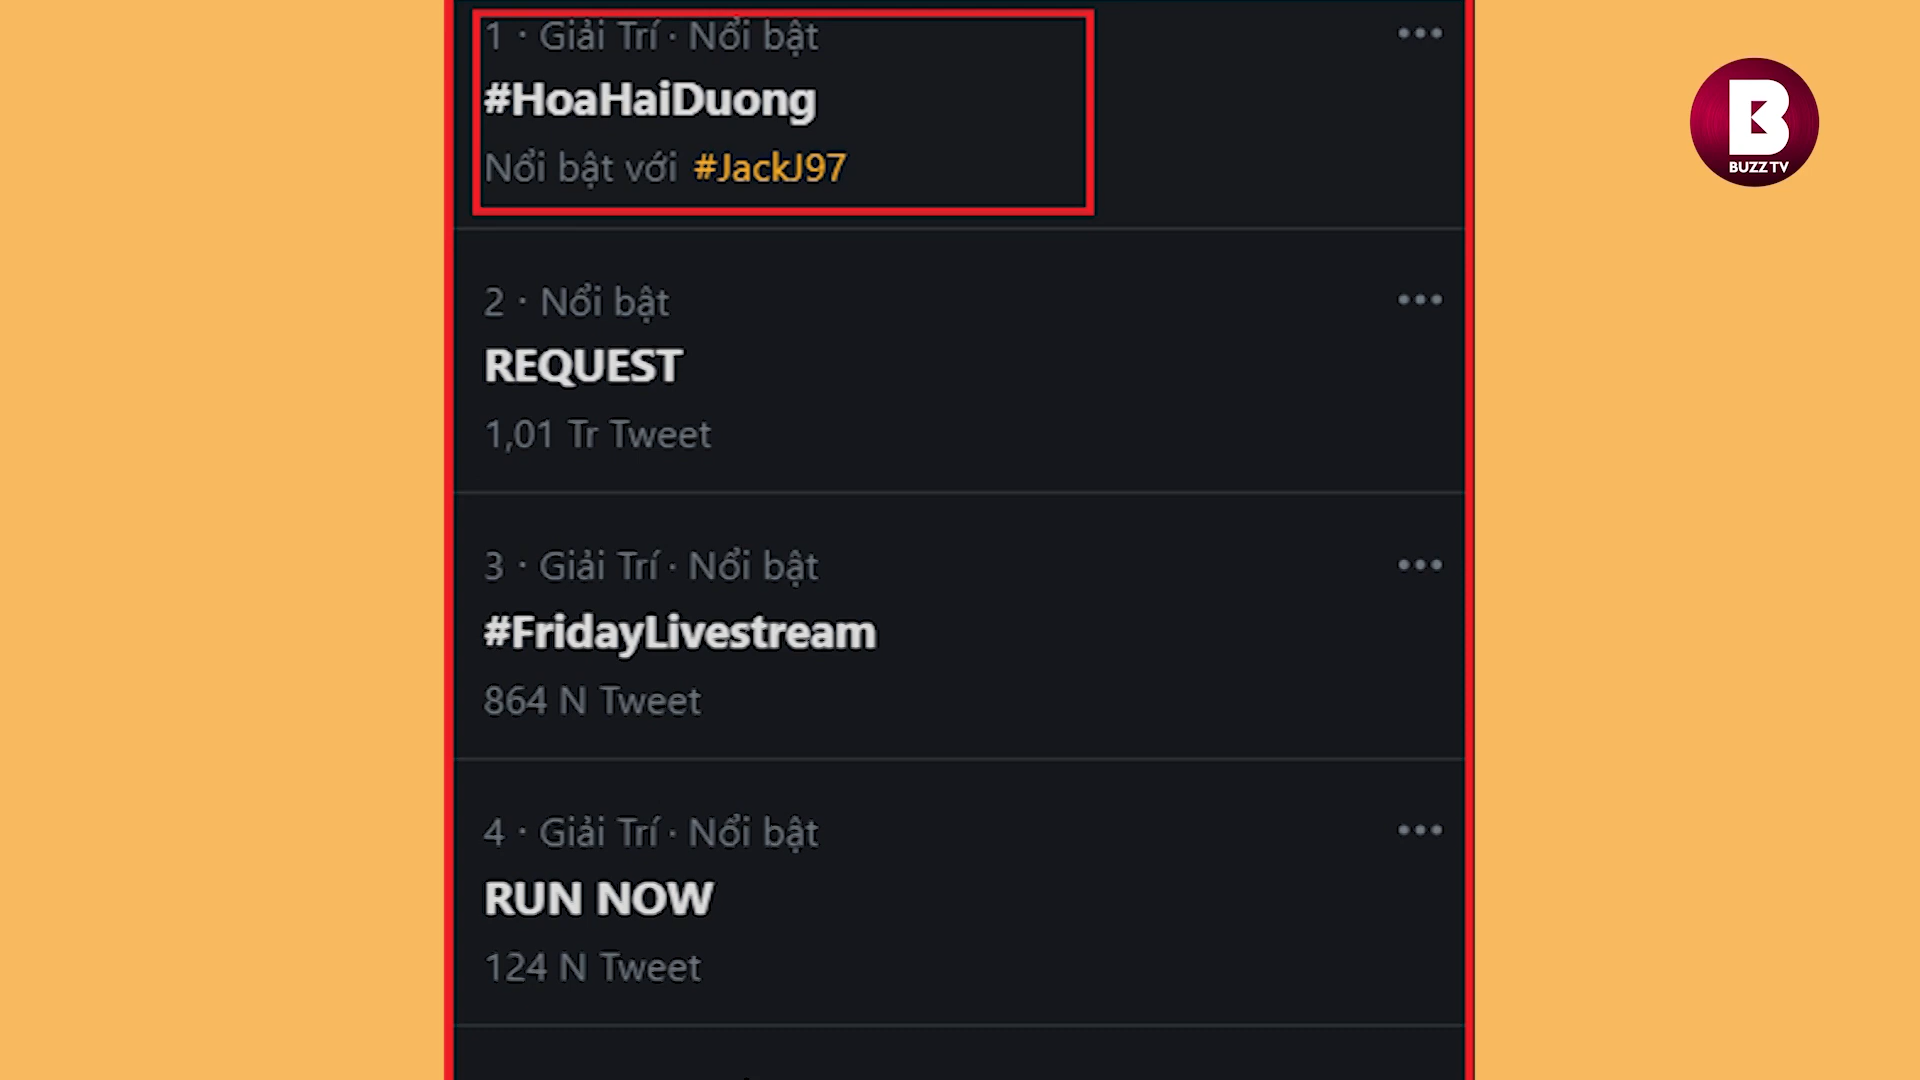 1 · Giải Trí · Nổi bật
#HoaHaiDuong
Nổi bật với #JackJ97
2 · Nổi bật
REQUEST
1,01 Tr Tweet
3 · Giải Trí · Nổi bật
#FridayLivestream
864 N Tweet
4 · Giải Trí · Nổi bật
RUN NOW
124 N Tweet
B
BUZZ TV